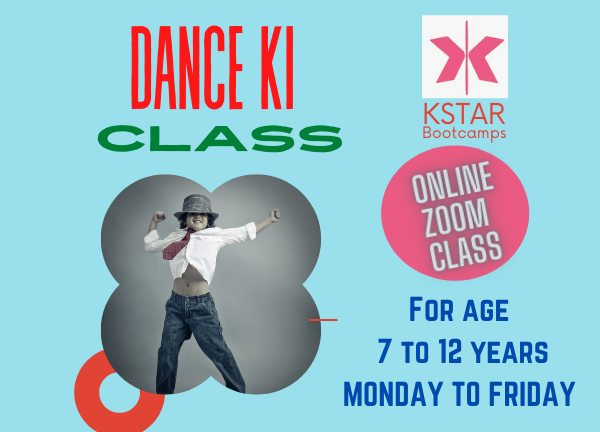 DANCE KI
CLASS
KSTAR
Bootcamps
ONLINE
ZOOM
CLASS
FOR AGE
7 TO 12 YEARS
MONDAY TO FRIDAY